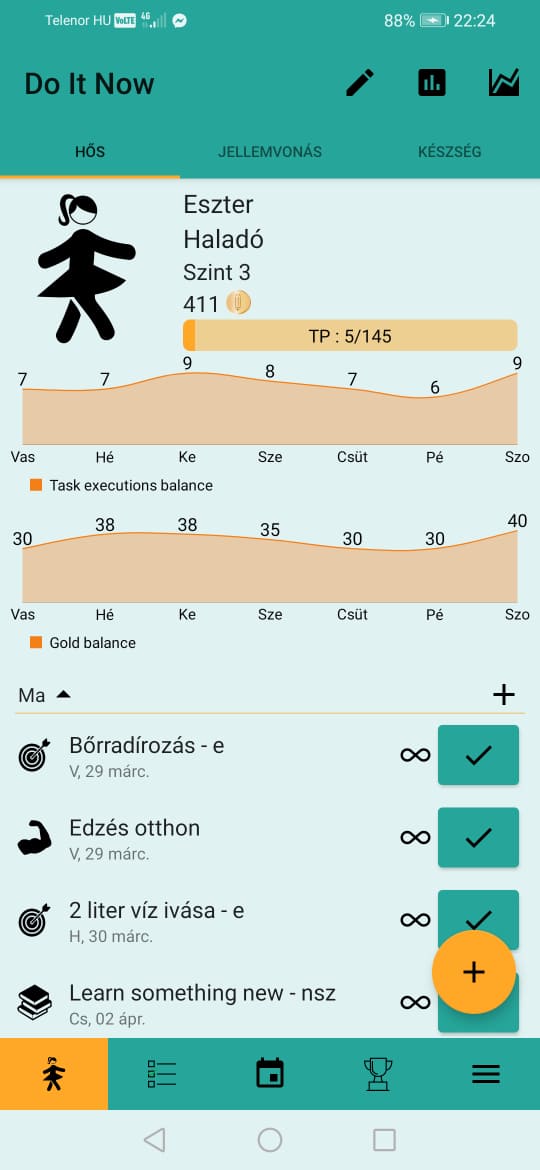 Telenor HU VoLTE 4G 88% 22:24
Do It Now
HŐS JELLEMVONÁS KÉSZSÉG
Eszter
Haladó
Szint 3
411
TP : 5/145
7 7 9 8 7 6 9
Vas Hé Ke Sze Csüt Pé Szo
Task executions balance
30 38 38 35 30 30 40
Vas Hé Ke Sze Csüt Pé Szo
Gold balance
Ma
Bőrradírozás - e
V, 29 márc.
Edzés otthon
V, 29 márc.
2 liter víz ivása - e
H, 30 márc.
Learn something new - nsz
Cs, 02 ápr.